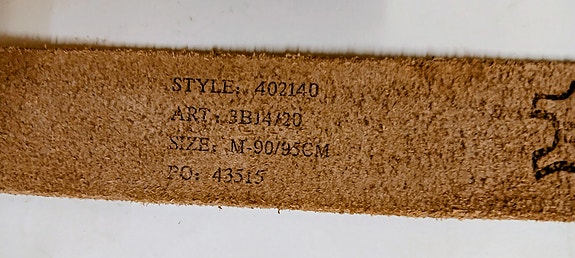 STYLE: 402140
ART.: 3B14/20
SIZE: M-90/95CM
PO: 43515